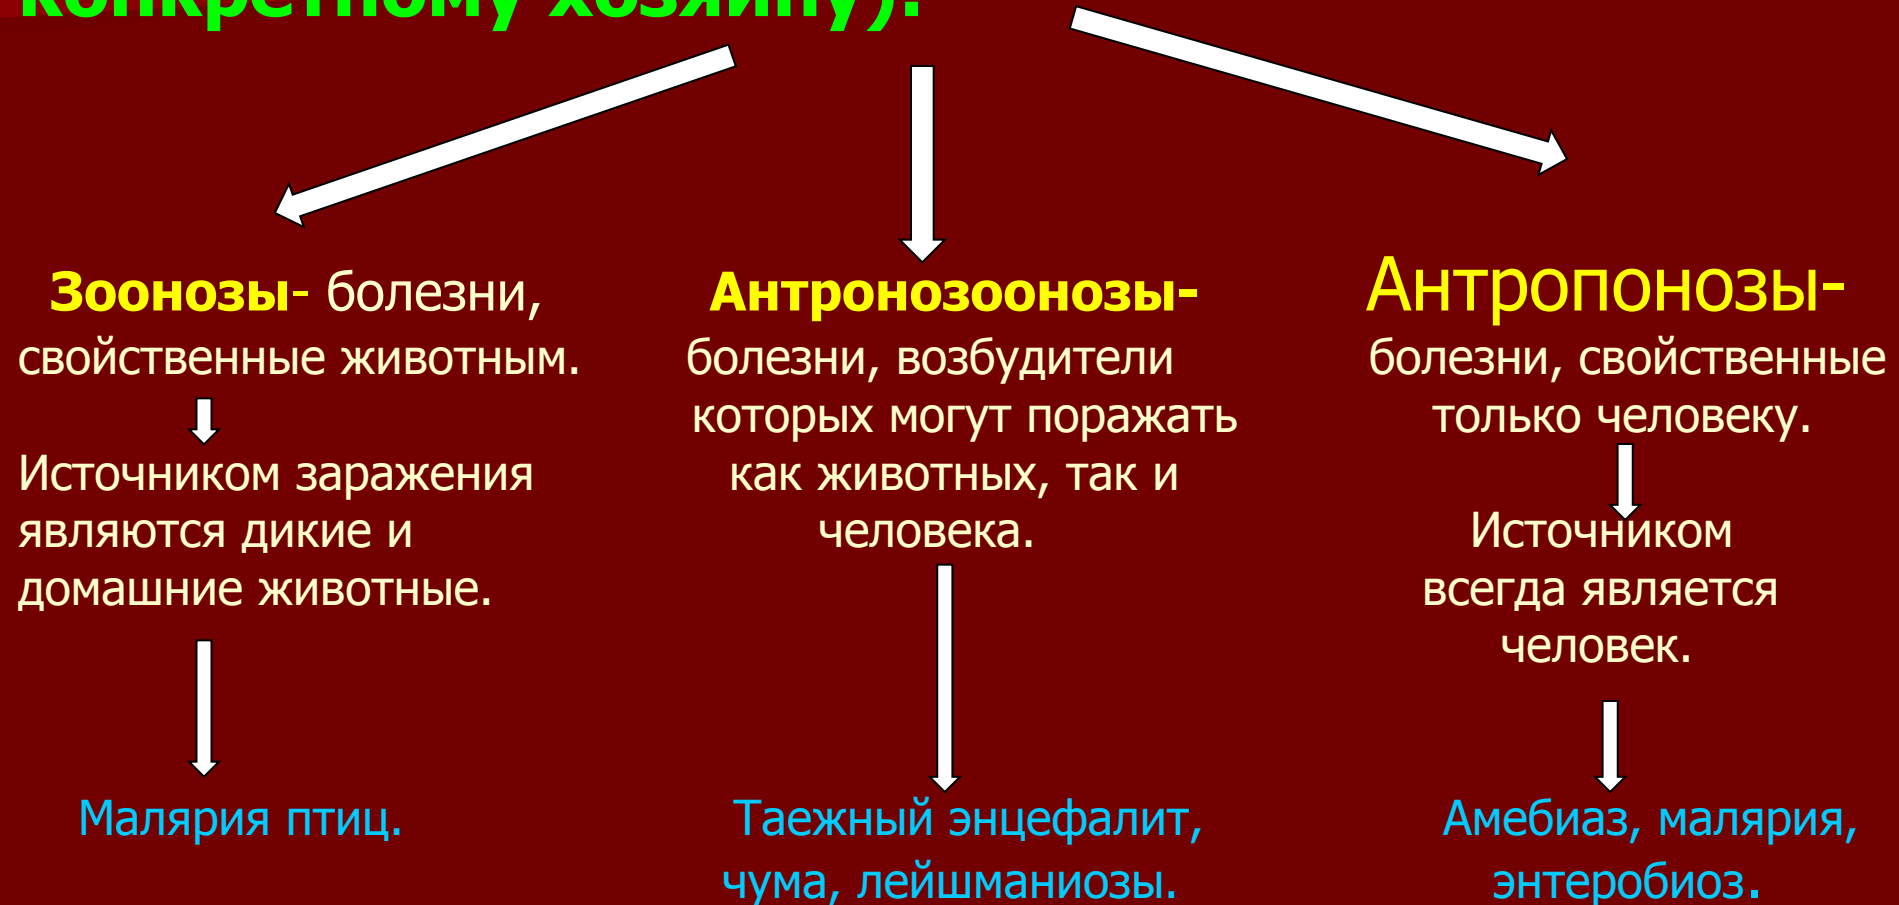 конкретному хозяину).
Зоонозы- болезни,
свойственные животным.
Источником заражения
являются дикие и
домашние животные.
Малярия птиц.
Антронозоонозы-
болезни, возбудители
которых могут поражать
как животных, так и
человека.
Таежный энцефалит,
чума, лейшманиозы.
Антропонозы-
болезни, свойственные
только человеку.
Источником
всегда является
человек.
Амебиаз, малярия,
энтеробиоз.